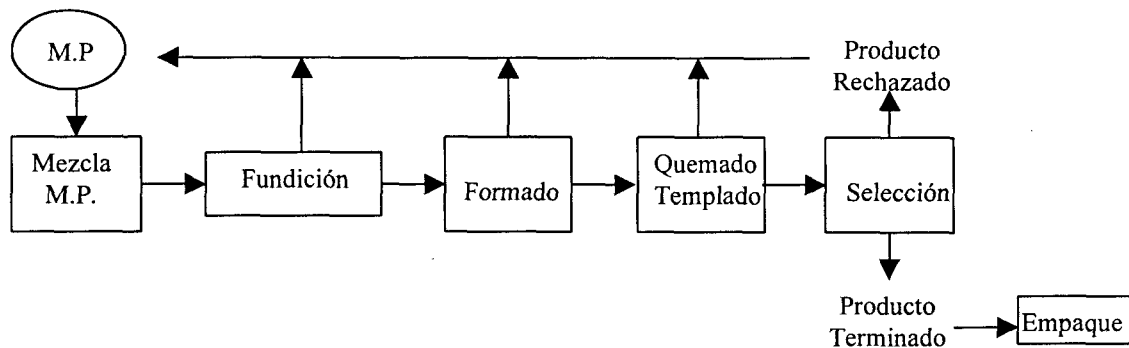 M.P
Producto
Rechazado
Mezcla
M.P.
Fundición
Formado
Quemado
Templado
Selección
Producto
Terminado
Empaque